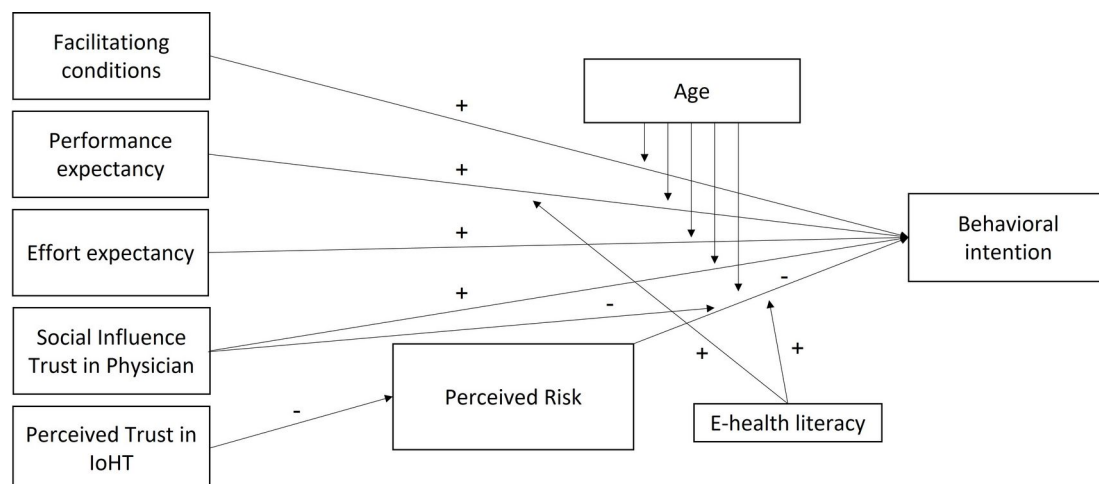 Facilitationg
conditions
Performance
expectancy
Effort expectancy
Social Influence
Trust in Physician
Perceived Trust in
IoHT
+
+
+
+
-
-
Age
Perceived Risk
-
+
+
E-health literacy
Behavioral
intention